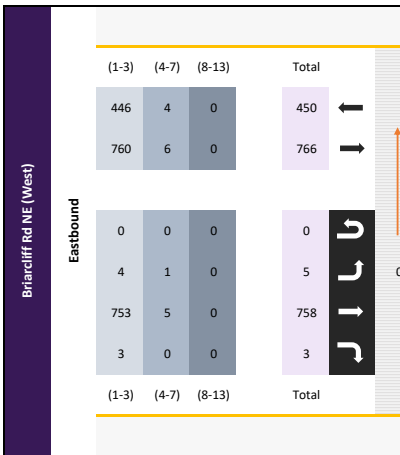 Briarcliff Rd NE (West)
Eastbound
(1-3) (4-7) (8-13) Total
446 4 0 450
760 6 0 766
0 0 0 0
4 1 0 5
753 5 0 758
3 0 0 3
(1-3) (4-7) (8-13) Total